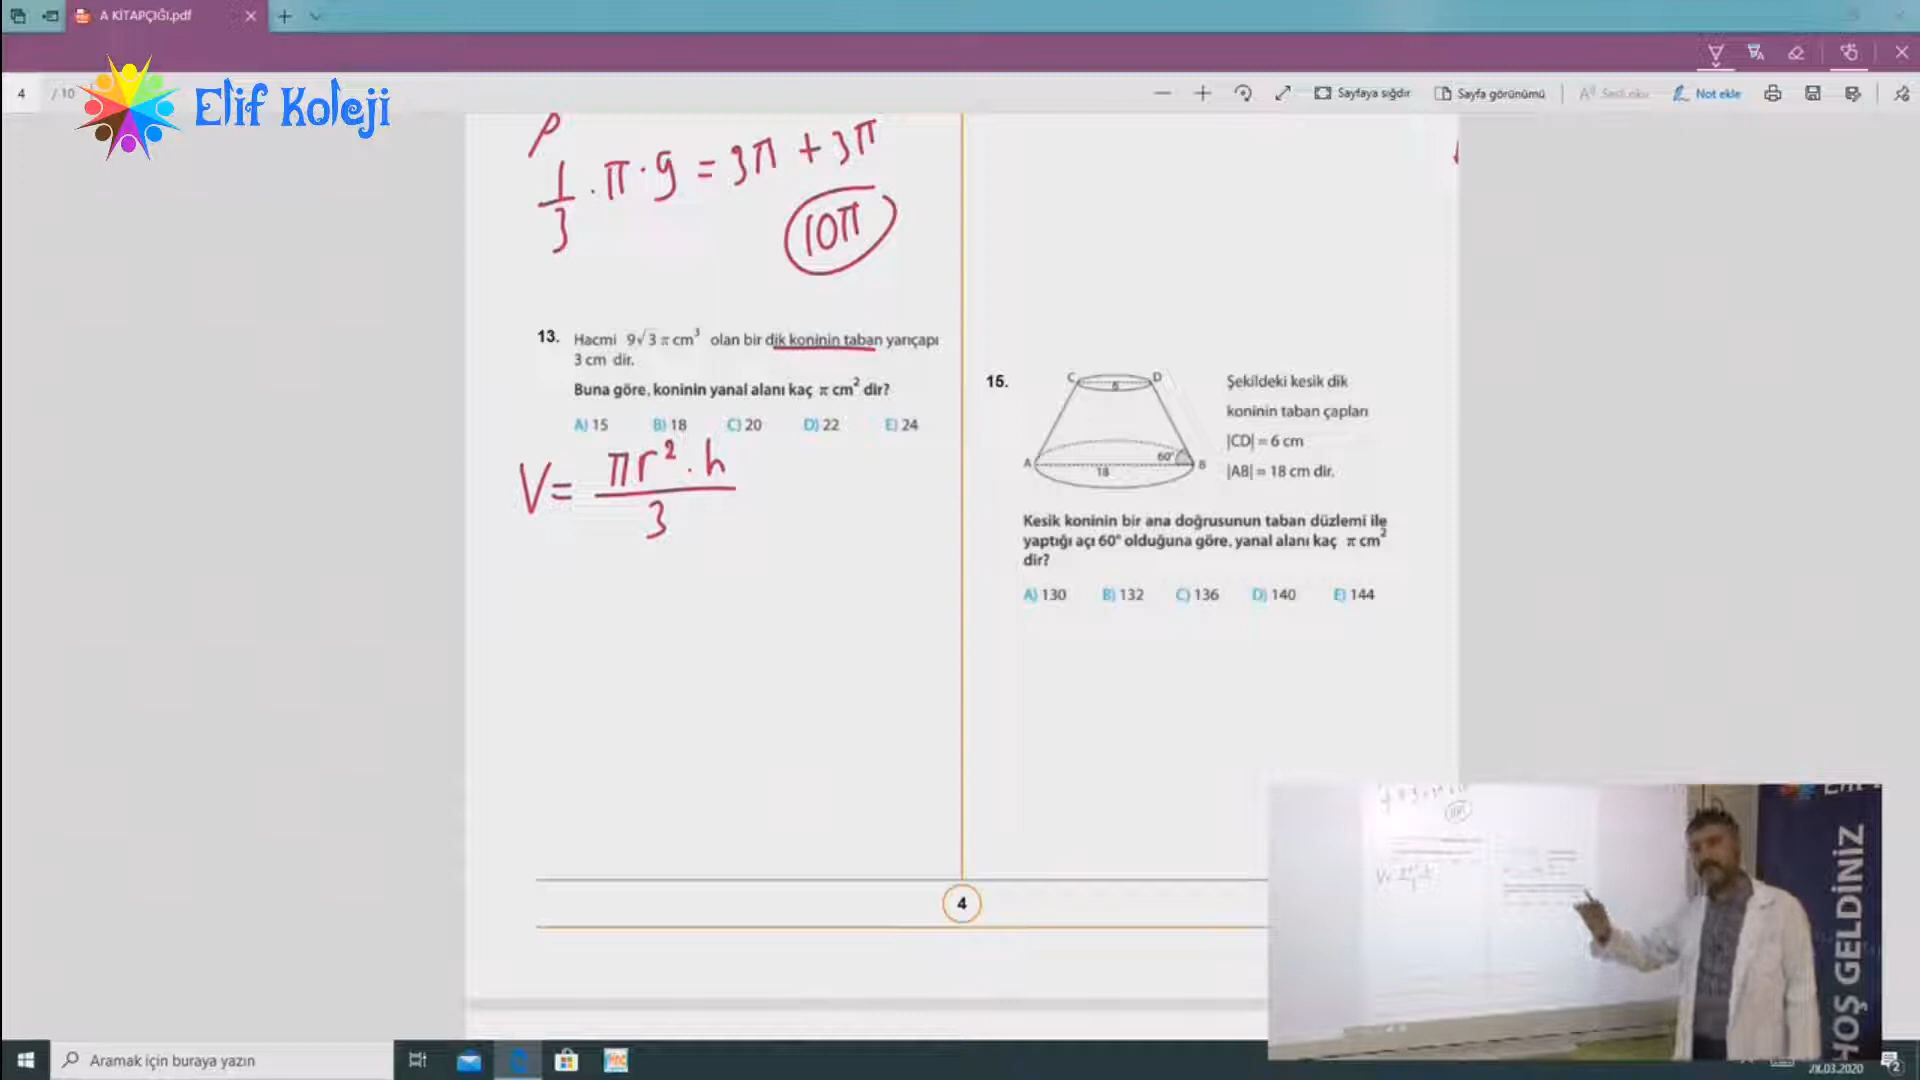 A KİTAPÇIĞI.pdf
4 / 10
Elif Koleji
Sayfaya sığdır
Sayfa görünümü
Not ekle
1/3 . π . 9 = 3π + 3π
10π
13. Hacmi 9√3 π cm³ olan bir dik koninin taban yarıçapı
3 cm dir.
Buna göre, koninin yanal alanı kaç π cm² dir?
A) 15 B) 18 C) 20 D) 22 E) 24
V = πr² . h / 3
15.
C D
6
A 18 60° B
Şekildeki kesik dik
koninin taban çapları
|CD| = 6 cm
|AB| = 18 cm dir.
Kesik koninin bir ana doğrusunun taban düzlemi ile
yaptığı açı 60° olduğuna göre, yanal alanı kaç π cm²
dir?
A) 130 B) 132 C) 136 D) 140 E) 144
4
HOŞ GELDİNİZ
Aramak için buraya yazın
28.03.2020
2